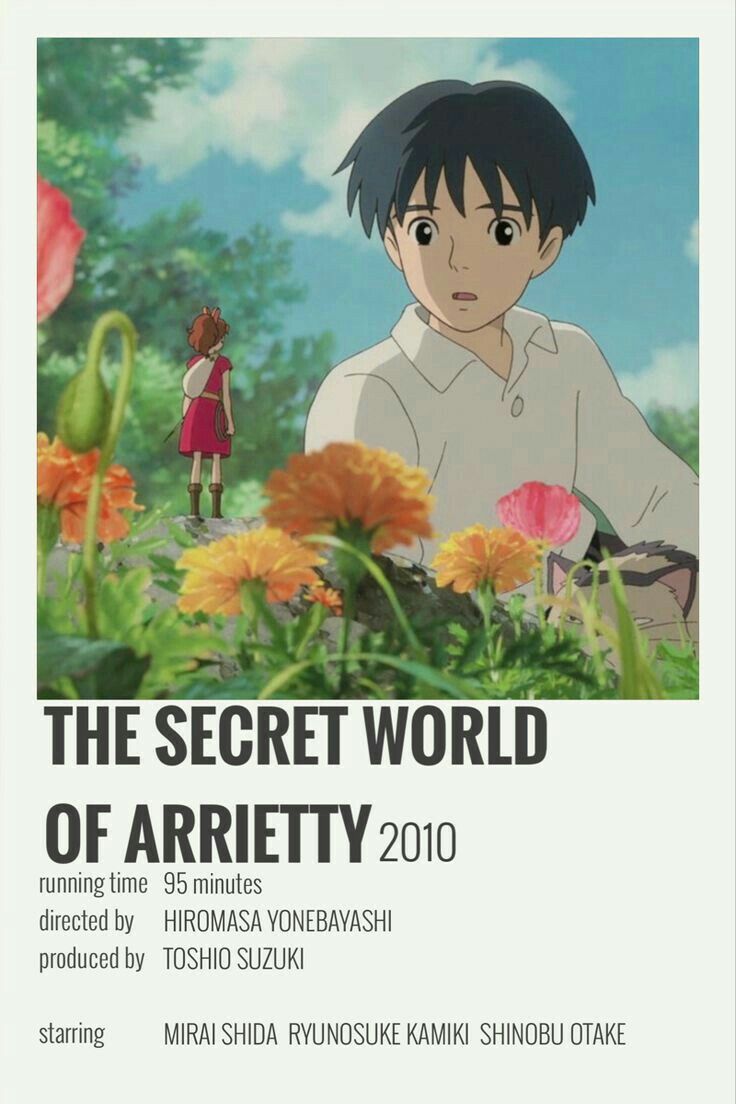 THE SECRET WORLD
OF ARRIETTY 2010
running time 95 minutes
directed by HIROMASA YONEBAYASHI
produced by TOSHIO SUZUKI
starring MIRAI SHIDA RYUNOSUKE KAMIKI SHINOBU OTAKE